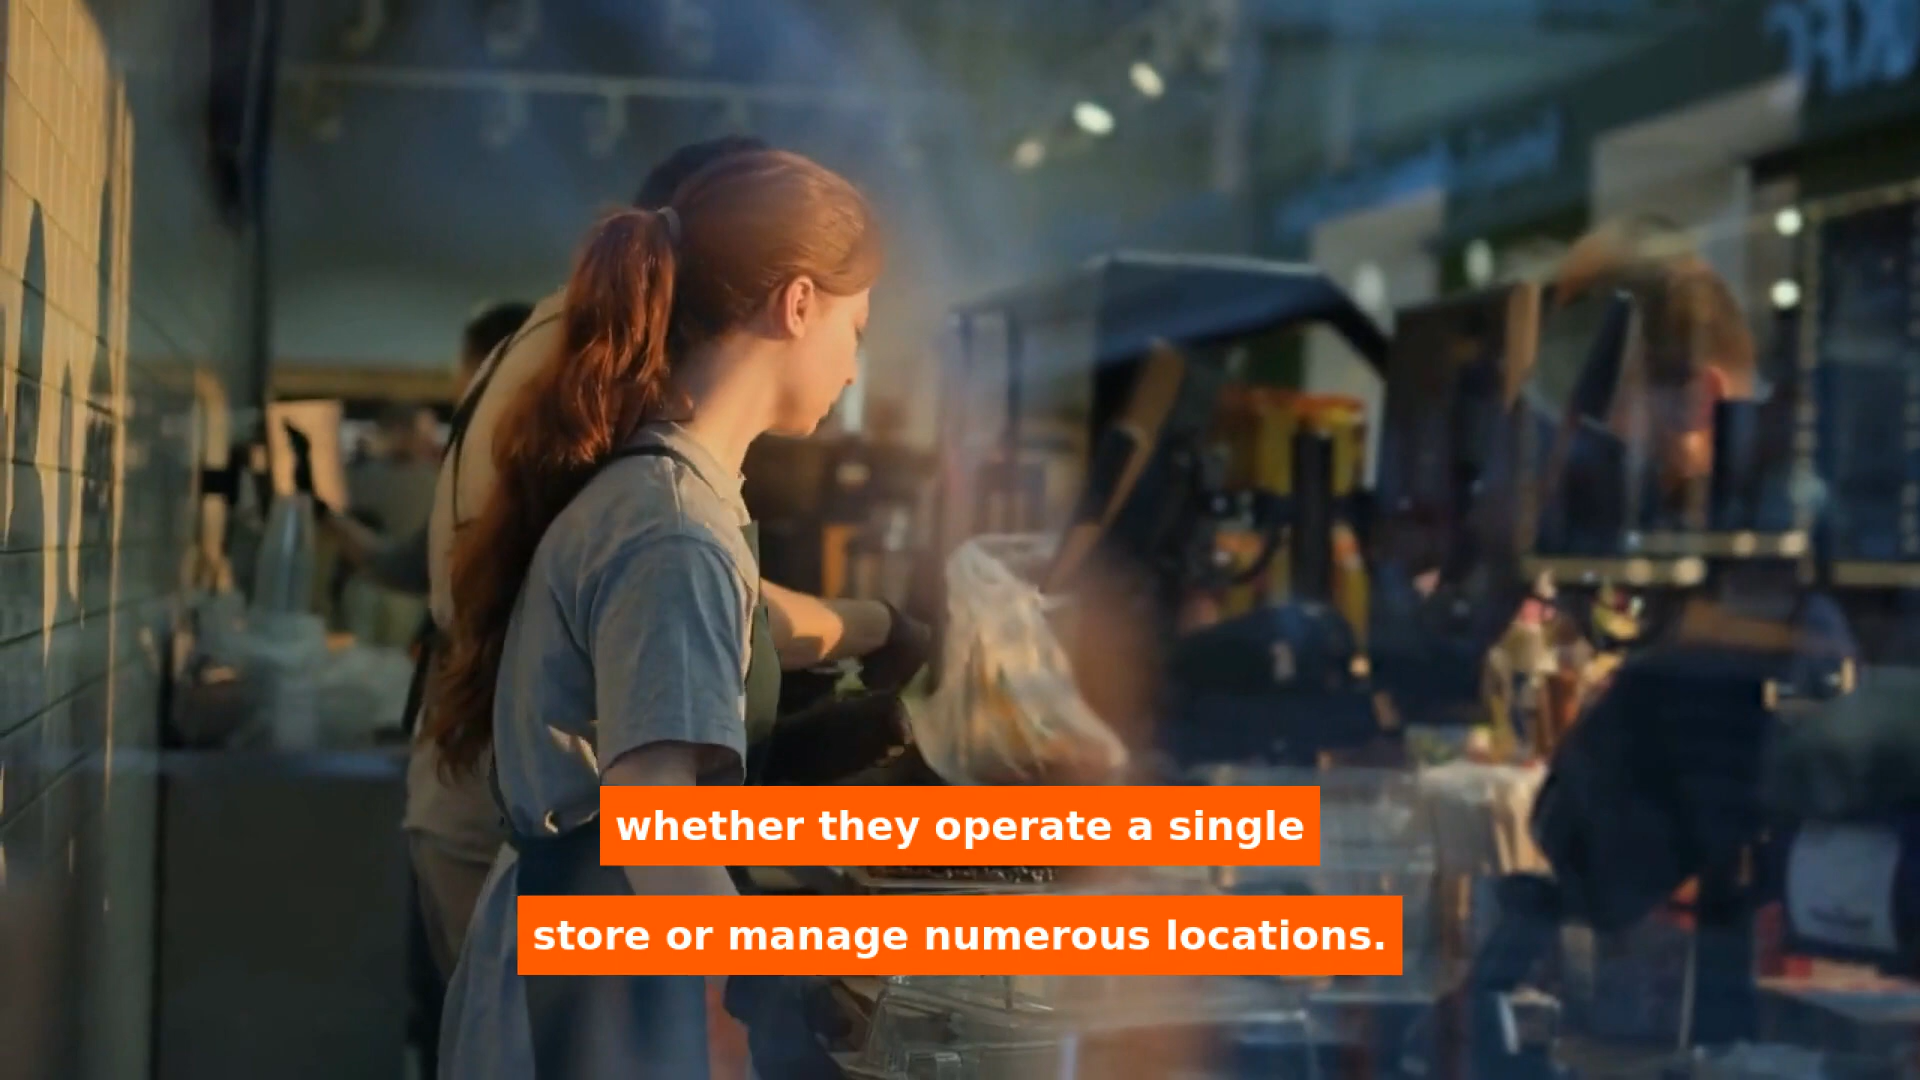 whether they operate a single
store or manage numerous locations.